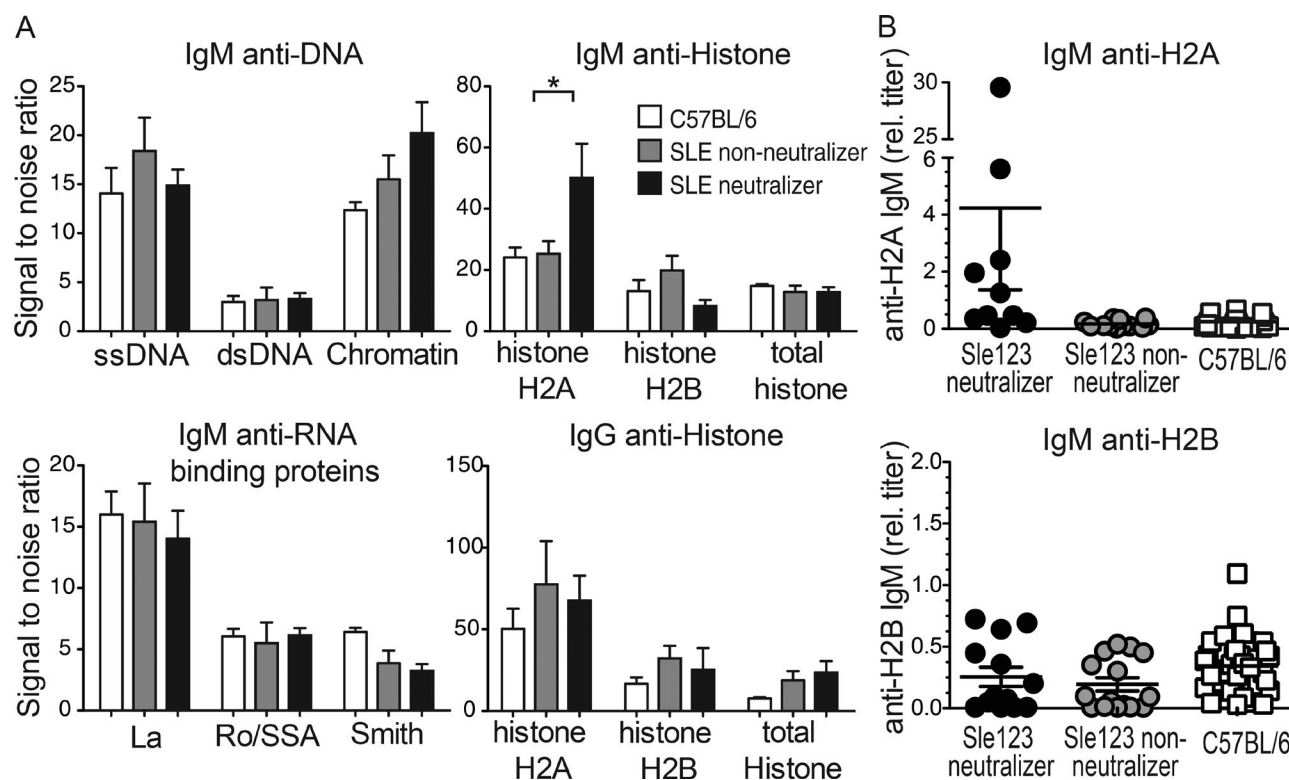 A
IgM anti-DNA
Signal to noise ratio
25
20
15
10
5
0
ssDNA dsDNA Chromatin
IgM anti-Histone
80
60
40
20
0
*
C57BL/6
SLE non-neutralizer
SLE neutralizer
histone histone total
H2A H2B histone
B
IgM anti-H2A
anti-H2A IgM (rel. titer)
30
25
6
4
2
0
Sle123 Sle123 non- C57BL/6
neutralizer neutralizer
IgM anti-RNA
binding proteins
Signal to noise ratio
20
15
10
5
0
La Ro/SSA Smith
IgG anti-Histone
150
100
50
0
histone histone total
H2A H2B Histone
IgM anti-H2B
anti-H2B IgM (rel. titer)
2.0
1.5
1.0
0.5
0.0
Sle123 Sle123 non- C57BL/6
neutralizer neutralizer